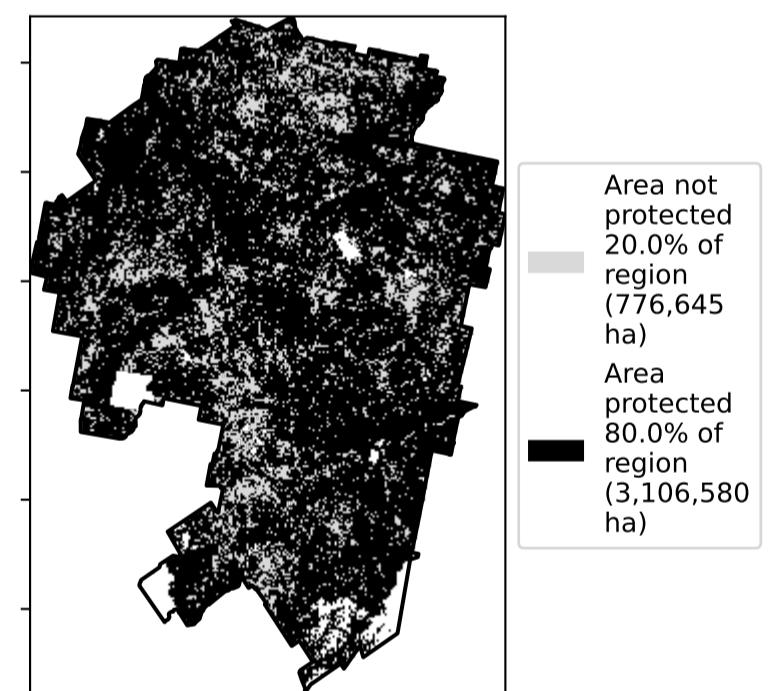 Area not
protected
20.0% of
region
(776,645
ha)
Area
protected
80.0% of
region
(3,106,580
ha)